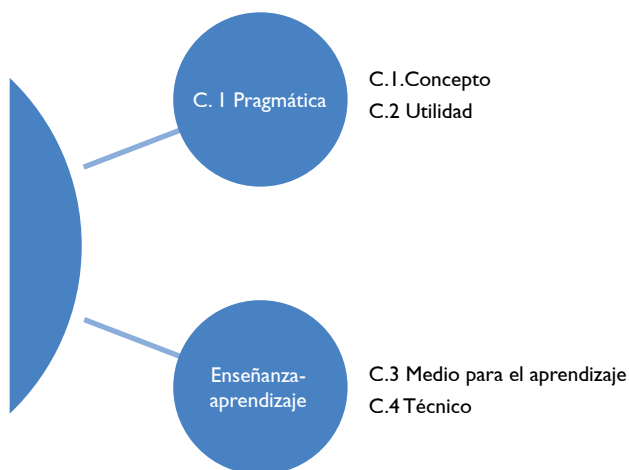 C. 1 Pragmática
C.1.Concepto
C.2 Utilidad
Enseñanza-
aprendizaje
C.3 Medio para el aprendizaje
C.4 Técnico